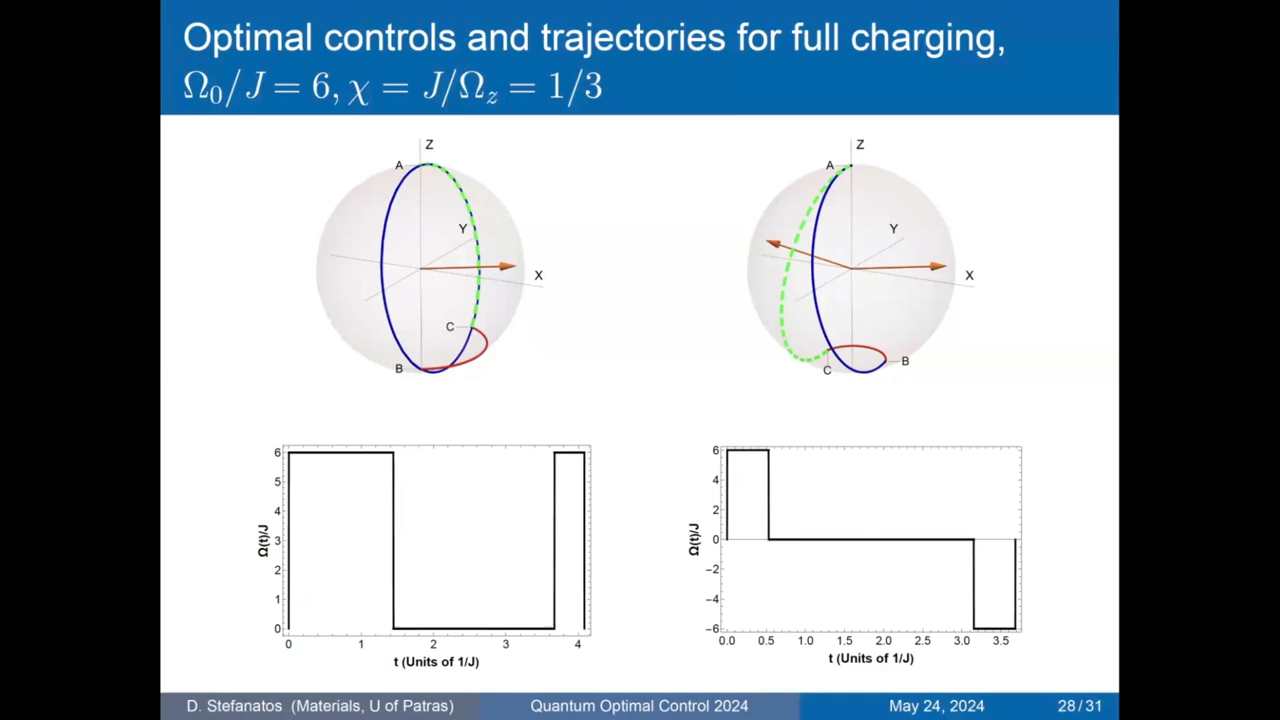 Optimal controls and trajectories for full charging,
Ω₀/J = 6, χ = J/Ω_z = 1/3
Z
A
Y
X
C
B
Z
A
Y
X
B
C
6
5
4
3
2
1
0
Ω(t)/J
0 1 2 3 4
t (Units of 1/J)
6
4
2
0
−2
−4
−6
Ω(t)/J
0.0 0.5 1.0 1.5 2.0 2.5 3.0 3.5
t (Units of 1/J)
D. Stefanatos (Materials, U of Patras) Quantum Optimal Control 2024 May 24, 2024 28 / 31